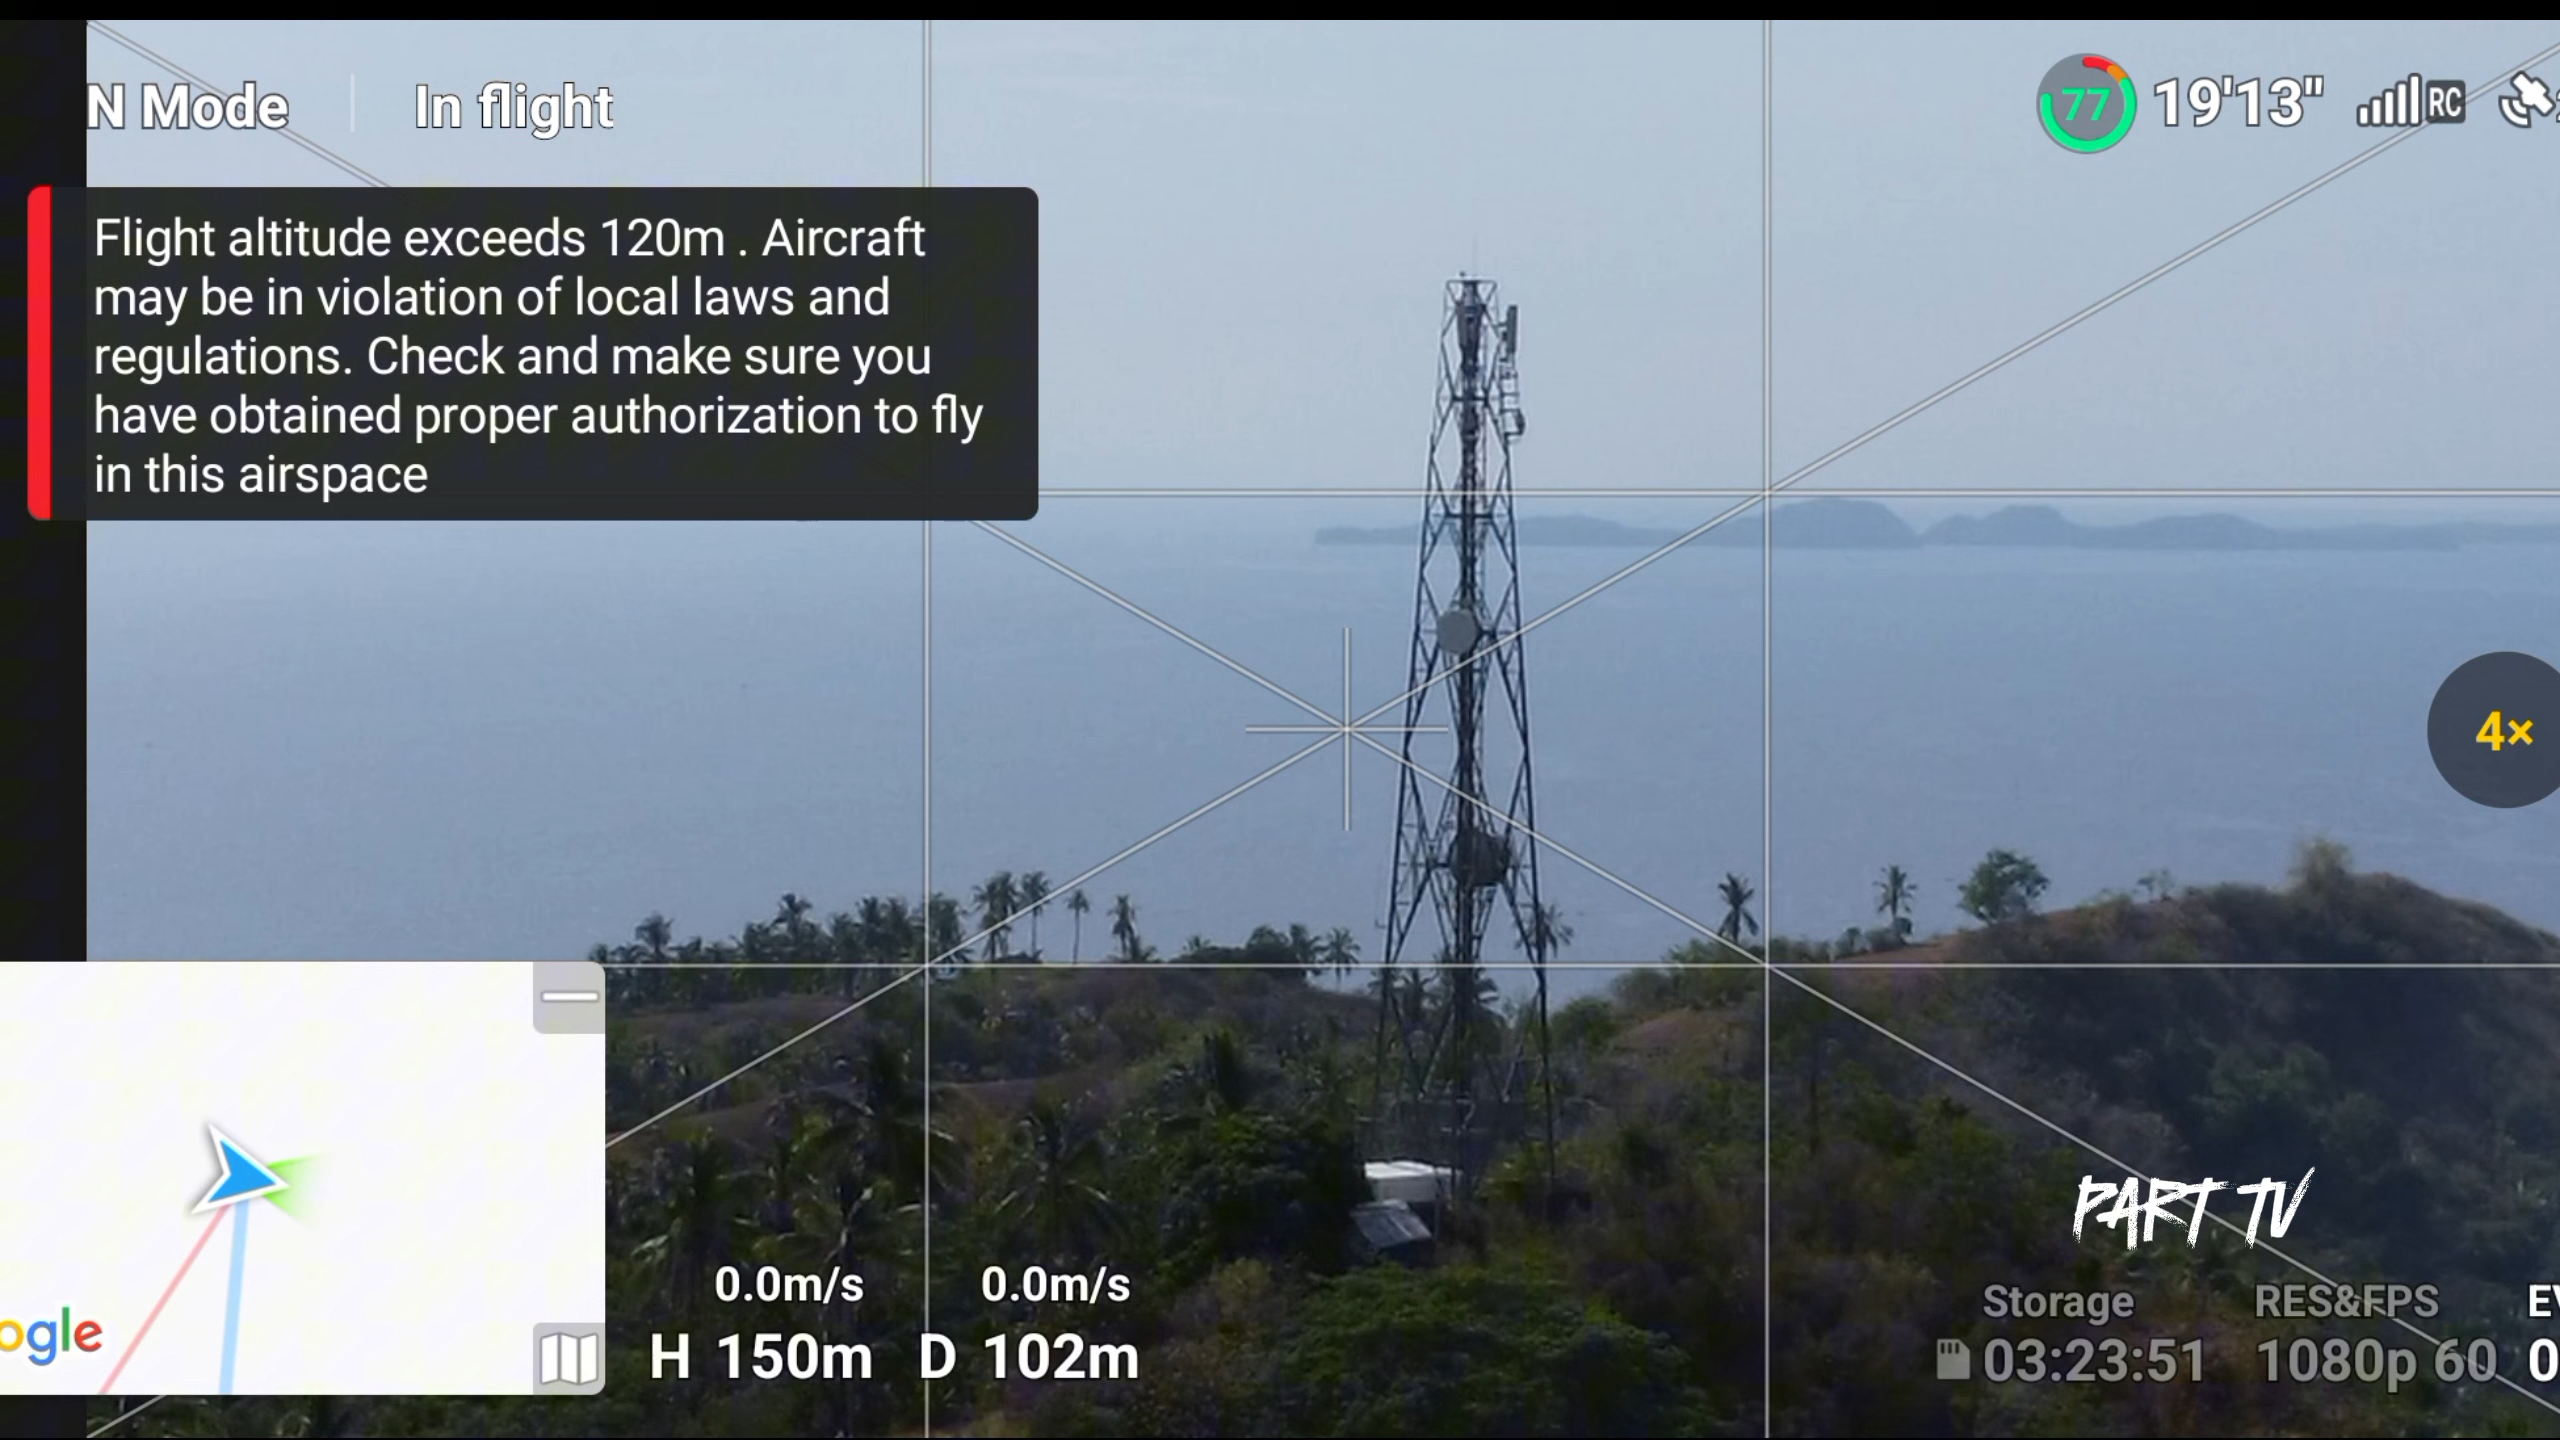 N Mode
In flight
77
19'13"
RC
Flight altitude exceeds 120m . Aircraft
may be in violation of local laws and
regulations. Check and make sure you
have obtained proper authorization to fly
in this airspace
4×
PART TV
0.0m/s 0.0m/s
H 150m D 102m
Storage RES&FPS
03:23:51 1080p 60
ogle